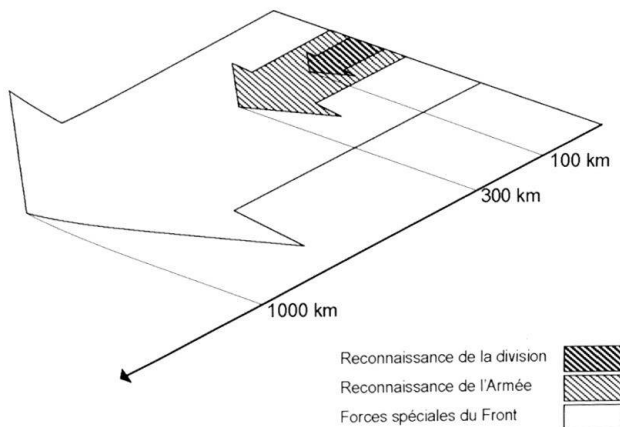 100 km
300 km
1000 km
Reconnaissance de la division
Reconnaissance de l'Armée
Forces spéciales du Front